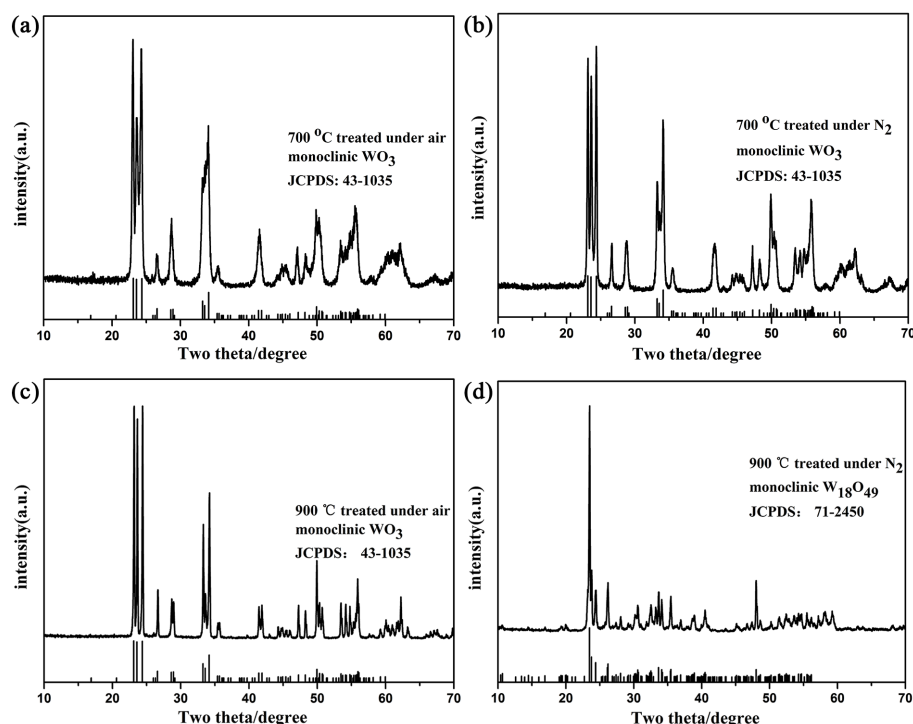 (a)
intensity(a.u.)
700 °C treated under air
monoclinic WO₃
JCPDS: 43-1035
10 20 30 40 50 60 70
Two theta/degree
(b)
intensity(a.u.)
700 °C treated under N₂
monoclinic WO₃
JCPDS: 43-1035
10 20 30 40 50 60 70
Two theta/degree
(c)
intensity(a.u.)
900 ℃ treated under air
monoclinic WO₃
JCPDS: 43-1035
10 20 30 40 50 60 70
Two theta/degree
(d)
intensity(a.u.)
900 ℃ treated under N₂
monoclinic W₁₈O₄₉
JCPDS: 71-2450
10 20 30 40 50 60 70
Two theta/degree